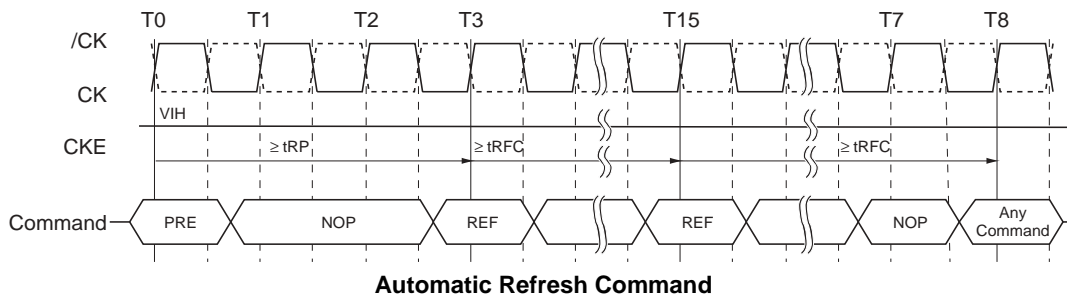 T0 T1 T2 T3 T15 T7 T8
/CK
CK
VIH
CKE
≥ tRP ≥ tRFC ≥ tRFC
Command PRE NOP REF REF NOP Any Command
Automatic Refresh Command